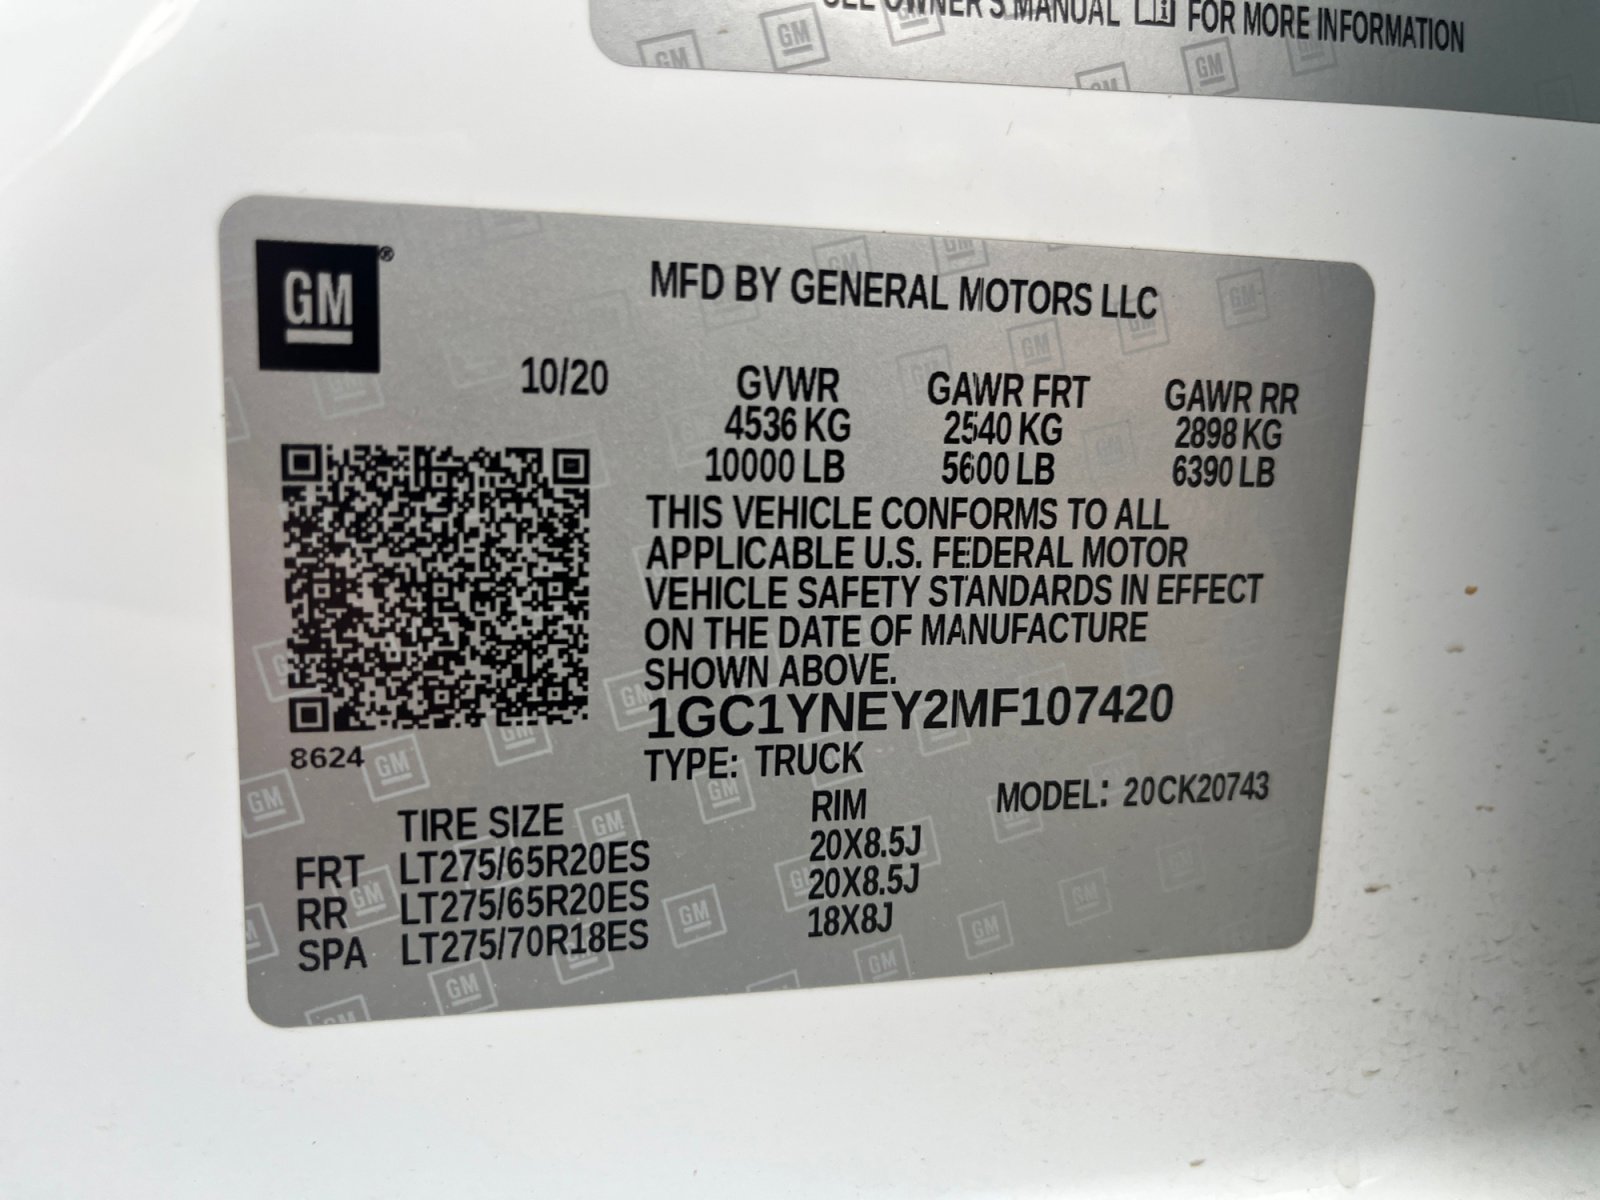 SEE OWNER'S MANUAL FOR MORE INFORMATION
GM®
MFD BY GENERAL MOTORS LLC
10/20 GVWR GAWR FRT GAWR RR
4536 KG 2540 KG 2898 KG
10000 LB 5600 LB 6390 LB
THIS VEHICLE CONFORMS TO ALL
APPLICABLE U.S. FEDERAL MOTOR
VEHICLE SAFETY STANDARDS IN EFFECT
ON THE DATE OF MANUFACTURE
SHOWN ABOVE.
1GC1YNEY2MF107420
8624
TYPE: TRUCK
MODEL: 20CK20743
TIRE SIZE RIM
FRT LT275/65R20ES 20X8.5J
RR LT275/65R20ES 20X8.5J
SPA LT275/70R18ES 18X8J